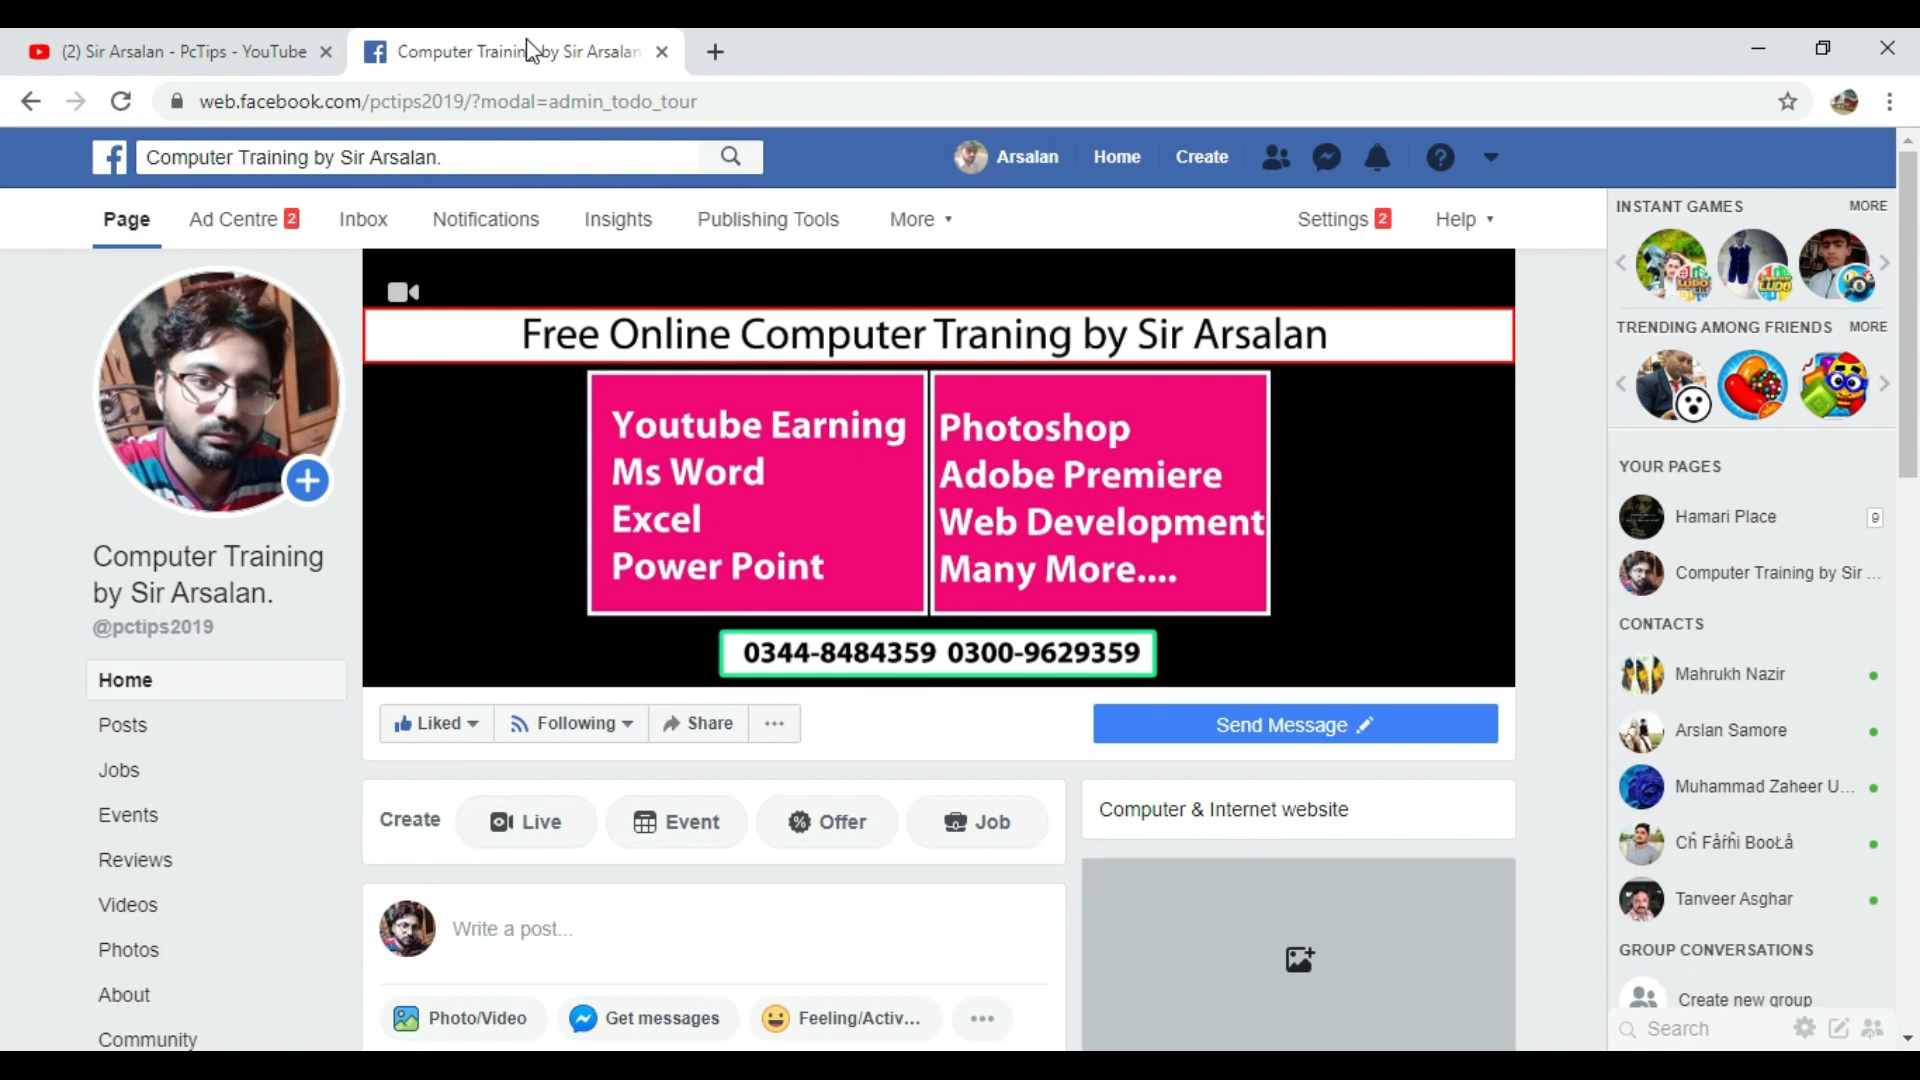 (2) Sir Arsalan - PcTips - YouTube
Computer Training by Sir Arsalan
web.facebook.com/pctips2019/?modal=admin_todo_tour
Computer Training by Sir Arsalan.
Arsalan
Home
Create
Page
Ad Centre 2
Inbox
Notifications
Insights
Publishing Tools
More
Settings 2
Help
Free Online Computer Traning by Sir Arsalan
Youtube Earning
Ms Word
Excel
Power Point
Photoshop
Adobe Premiere
Web Development
Many More....
0344-8484359 0300-9629359
Computer Training
by Sir Arsalan.
@pctips2019
Home
Posts
Jobs
Events
Reviews
Videos
Photos
About
Community
Liked
Following
Share
Send Message
Create
Live
Event
Offer
Job
Computer & Internet website
Write a post...
Photo/Video
Get messages
Feeling/Activ...
INSTANT GAMES
MORE
TRENDING AMONG FRIENDS
MORE
YOUR PAGES
Hamari Place
9
Computer Training by Sir ...
CONTACTS
Mahrukh Nazir
Arslan Samore
Muhammad Zaheer U...
Tanveer Asghar
GROUP CONVERSATIONS
Create new group
Search